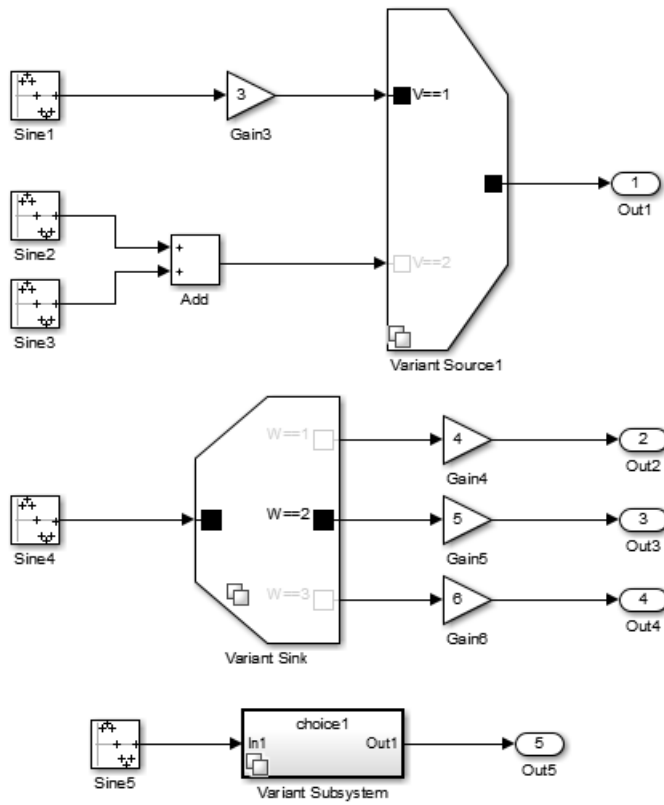 Sine1
3
Gain3
V==1
1
Out1
Sine2
+
+
Add
V==2
Sine3
Variant Source1
W==1
4
Gain4
2
Out2
Sine4
W==2
5
Gain5
3
Out3
W==3
6
Gain6
4
Out4
Variant Sink
Sine5
choice1
In1 Out1
Variant Subsystem
5
Out5